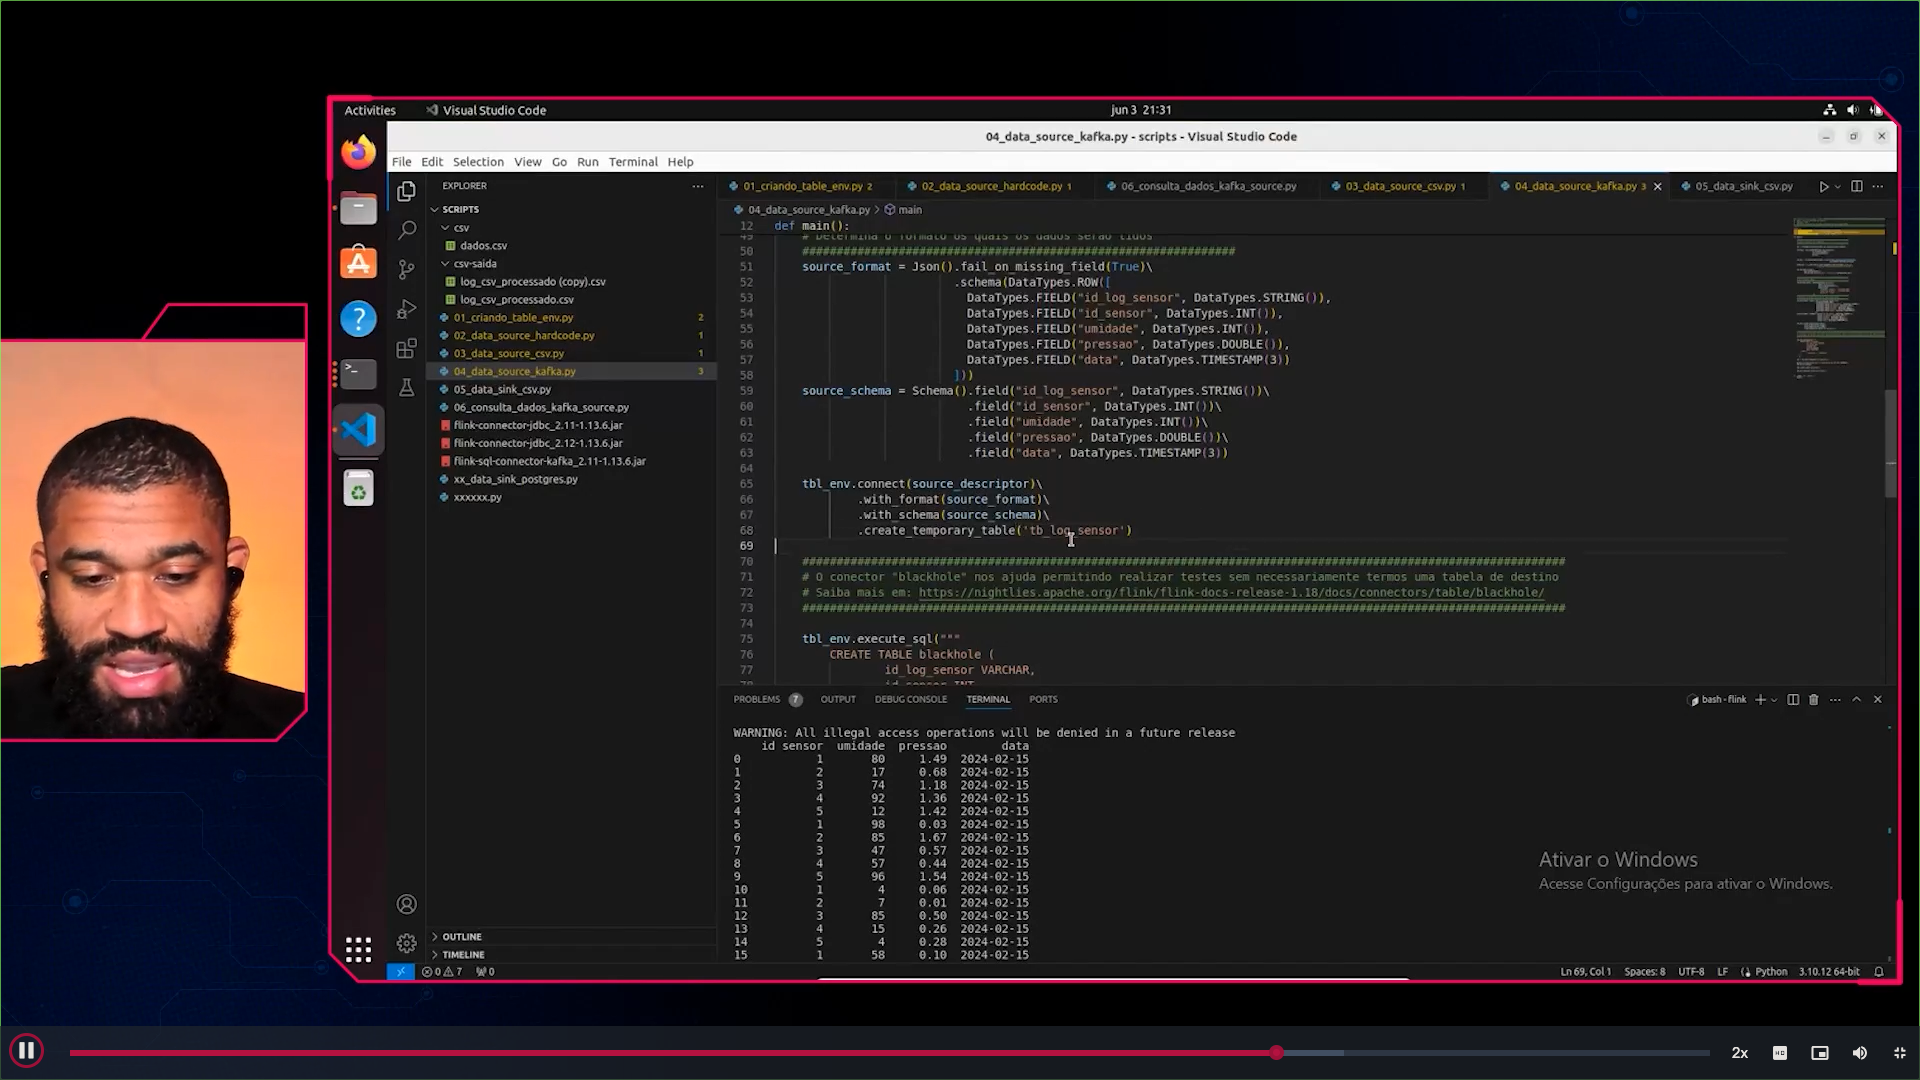 Activities
Visual Studio Code
jun 3 21:31
04_data_source_kafka.py - scripts - Visual Studio Code
File Edit Selection View Go Run Terminal Help
EXPLORER
01_criando_table_env.py 2
02_data_source_hardcode.py 1
06_consulta_dados_kafka_source.py
03_data_source_csv.py 1
04_data_source_kafka.py 3
05_data_sink_csv.py
SCRIPTS
csv
dados.csv
csv-saida
log_csv_processado (copy).csv
log_csv_processado.csv
01_criando_table_env.py 2
02_data_source_hardcode.py 1
03_data_source_csv.py 1
04_data_source_kafka.py 3
05_data_sink_csv.py
06_consulta_dados_kafka_source.py
flink-connector-jdbc_2.11-1.13.6.jar
flink-connector-jdbc_2.12-1.13.6.jar
flink-sql-connector-kafka_2.11-1.13.6.jar
xx_data_sink_postgres.py
xxxxxx.py
OUTLINE
TIMELINE
04_data_source_kafka.py > main
12 def main():
49 # Determina o formato os quais os dados serao lidos
50 ###############################################################
51 source_format = Json().fail_on_missing_field(True)\
52 .schema(DataTypes.ROW([
53 DataTypes.FIELD("id_log_sensor", DataTypes.STRING()),
54 DataTypes.FIELD("id_sensor", DataTypes.INT()),
55 DataTypes.FIELD("umidade", DataTypes.INT()),
56 DataTypes.FIELD("pressao", DataTypes.DOUBLE()),
57 DataTypes.FIELD("data", DataTypes.TIMESTAMP(3))
58 ]))
59 source_schema = Schema().field("id_log_sensor", DataTypes.STRING())\
60 .field("id_sensor", DataTypes.INT())\
61 .field("umidade", DataTypes.INT())\
62 .field("pressao", DataTypes.DOUBLE())\
63 .field("data", DataTypes.TIMESTAMP(3))
64
65 tbl_env.connect(source_descriptor)\
66 .with_format(source_format)\
67 .with_schema(source_schema)\
68 .create_temporary_table('tb_log_sensor')
69
70 ###############################################################################################################
71 # O conector "blackhole" nos ajuda permitindo realizar testes sem necessariamente termos uma tabela de destino
72 # Saiba mais em: https://nightlies.apache.org/flink/flink-docs-release-1.18/docs/connectors/table/blackhole/
73 ###############################################################################################################
74
75 tbl_env.execute_sql("""
76 CREATE TABLE blackhole (
77 id_log_sensor VARCHAR,
PROBLEMS 7 OUTPUT DEBUG CONSOLE TERMINAL PORTS
bash - flink
WARNING: All illegal access operations will be denied in a future release
id sensor umidade pressao data
0 1 80 1.49 2024-02-15
1 2 17 0.68 2024-02-15
2 3 74 1.18 2024-02-15
3 4 92 1.36 2024-02-15
4 5 12 1.42 2024-02-15
5 1 98 0.03 2024-02-15
6 2 85 1.67 2024-02-15
7 3 47 0.57 2024-02-15
8 4 57 0.44 2024-02-15
9 5 96 1.54 2024-02-15
10 1 4 0.06 2024-02-15
11 2 7 0.01 2024-02-15
12 3 85 0.50 2024-02-15
13 4 15 0.26 2024-02-15
14 5 4 0.28 2024-02-15
15 1 58 0.10 2024-02-15
Ativar o Windows
Acesse Configurações para ativar o Windows.
0 7 0
Ln 69, Col 1 Spaces: 8 UTF-8 LF Python 3.10.12 64-bit
2x
HD